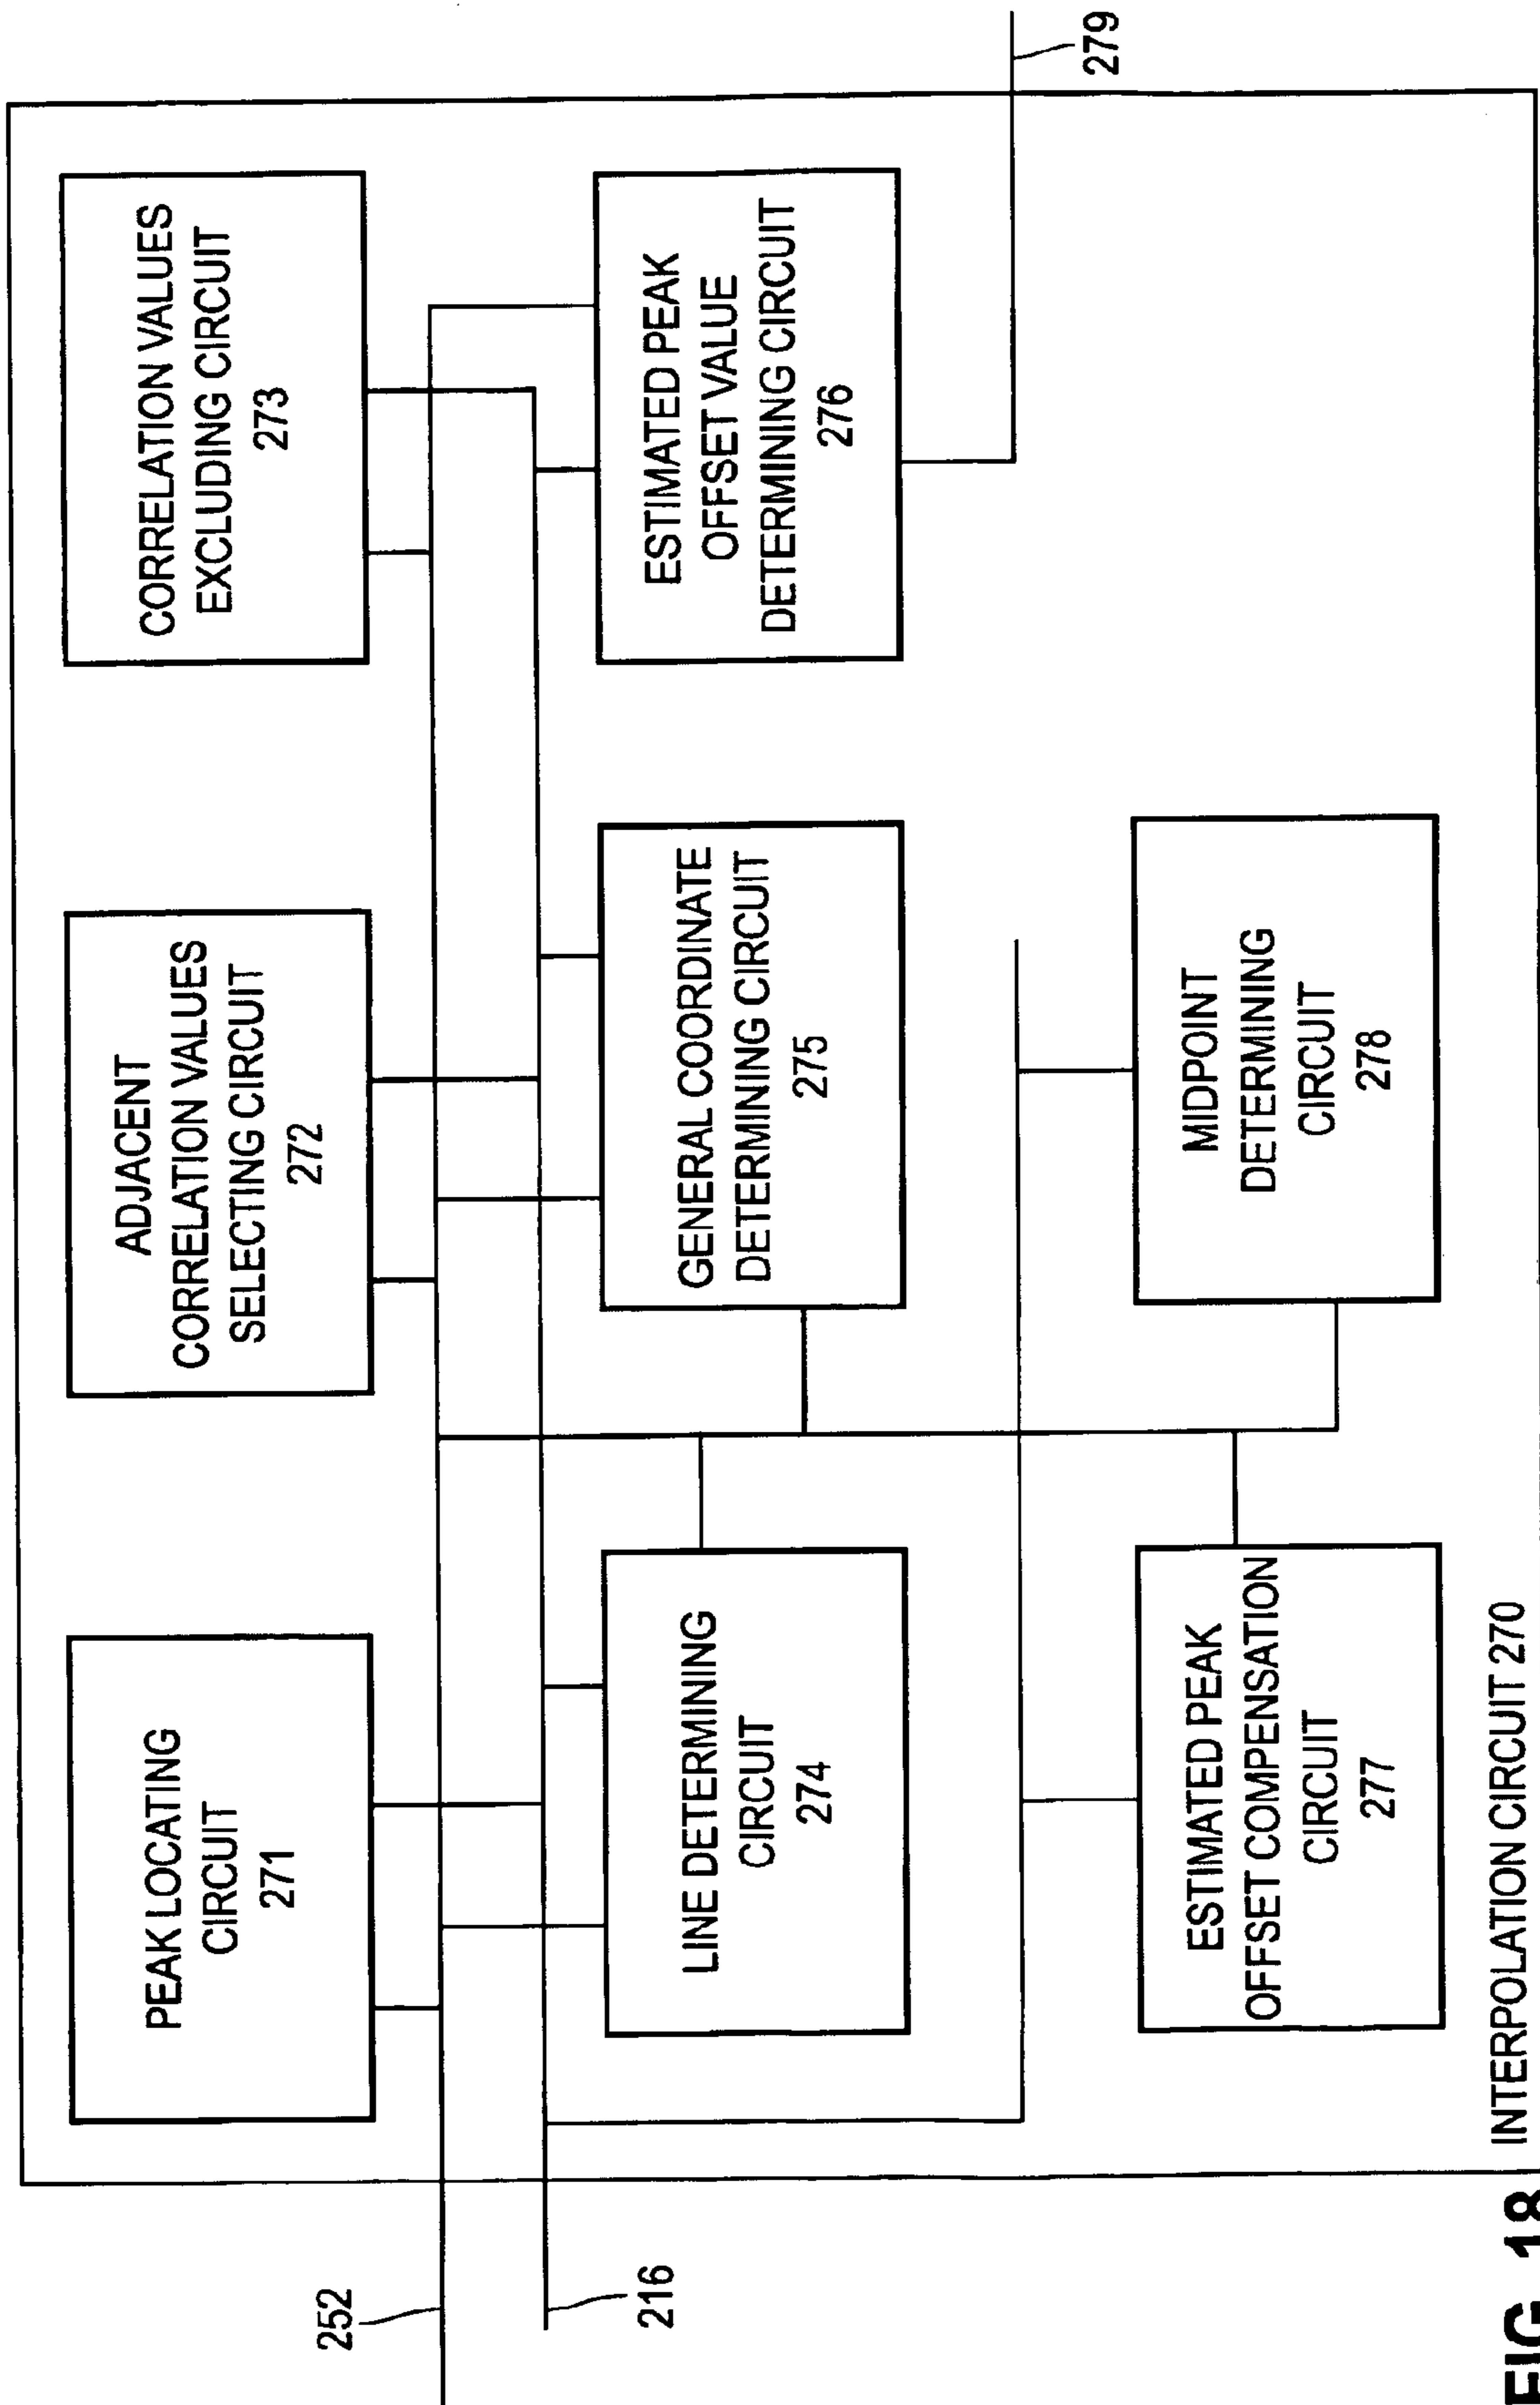 252
216
PEAK LOCATING
CIRCUIT
271
ADJACENT
CORRELATION VALUES
SELECTING CIRCUIT
272
CORRELATION VALUES
EXCLUDING CIRCUIT
273
LINE DETERMINING
CIRCUIT
274
GENERAL COORDINATE
DETERMINING CIRCUIT
275
ESTIMATED PEAK
OFFSET VALUE
DETERMINING CIRCUIT
276
279
ESTIMATED PEAK
OFFSET COMPENSATION
CIRCUIT
277
MIDPOINT
DETERMINING
CIRCUIT
278
INTERPOLATION CIRCUIT 270
FIG. 18